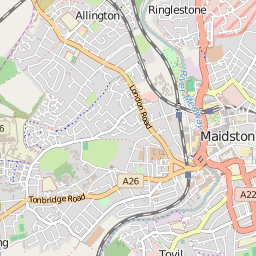 Ringlestone
Allington
London Road
River Medway
Maidston
6
A26
Tonbridge Road
A22
ng
Tovil